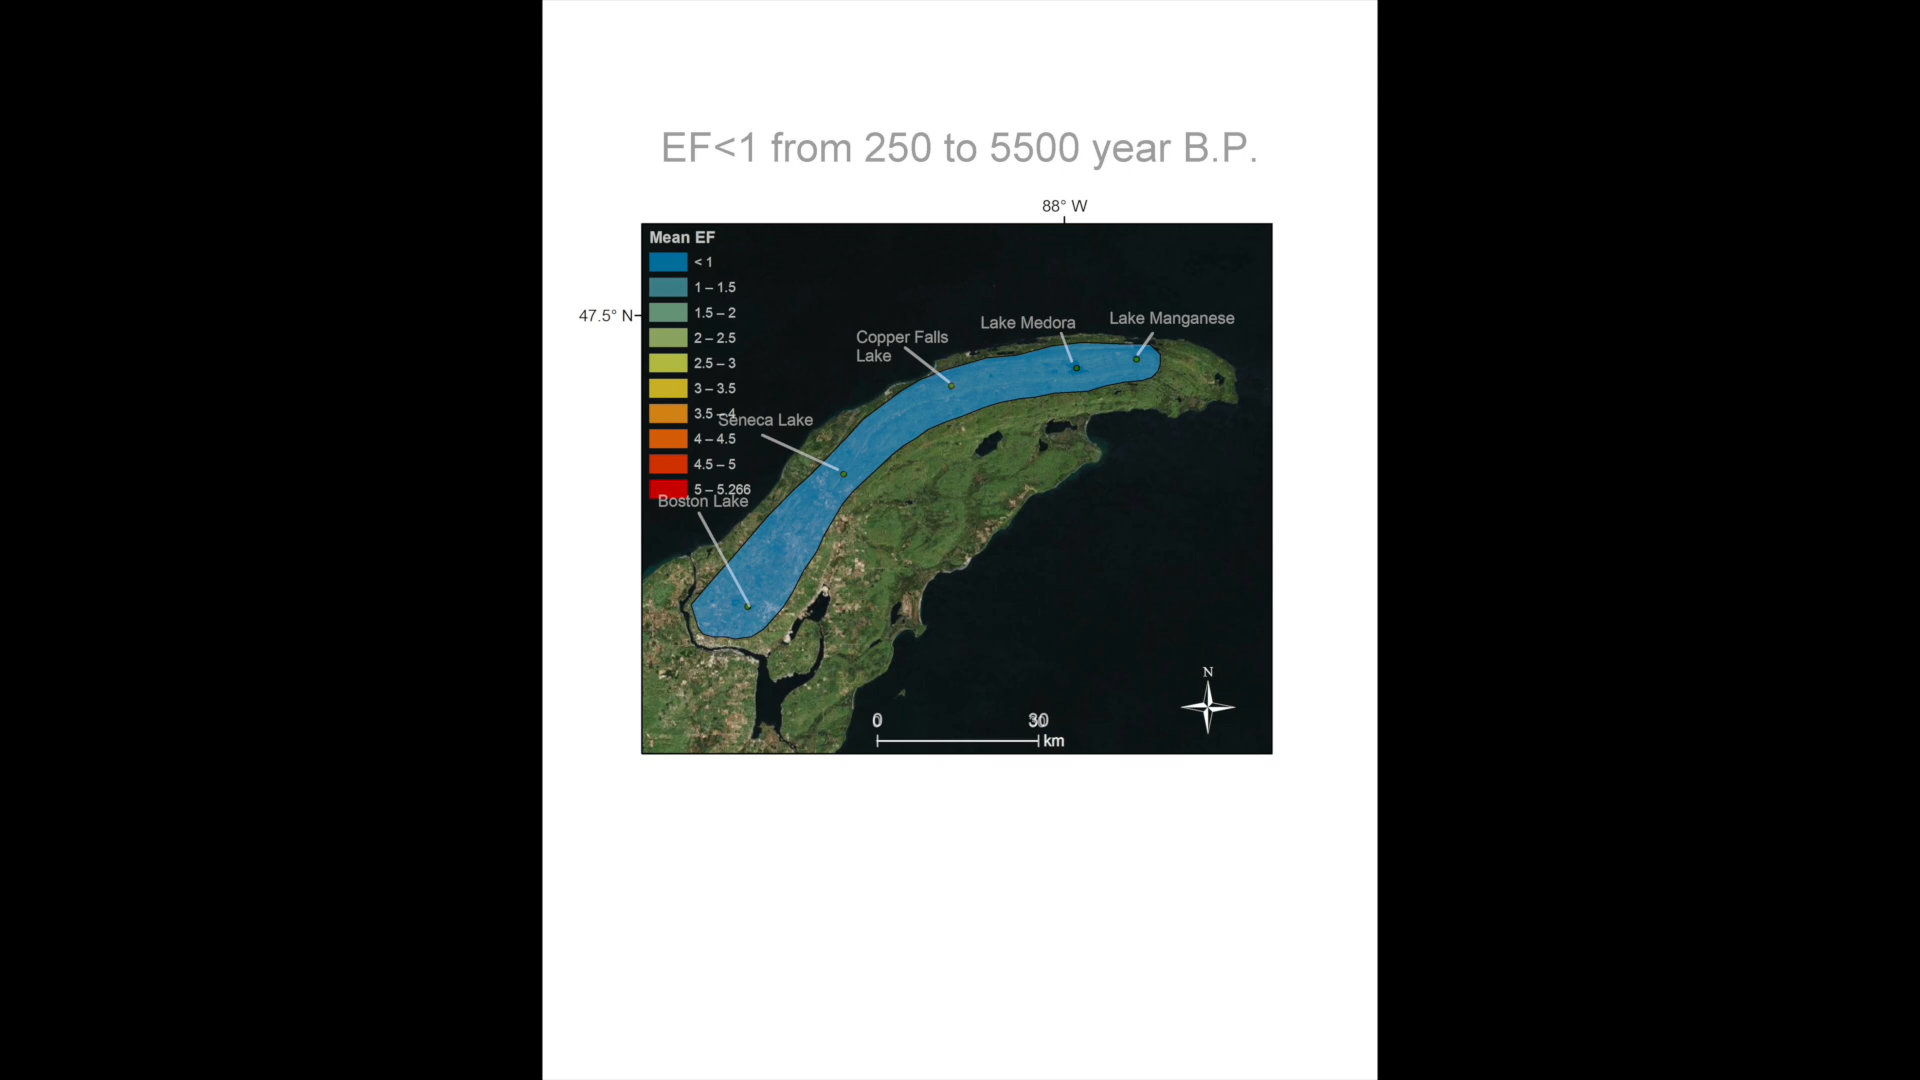 EF<1 from 250 to 5500 year B.P.
88° W
Mean EF
< 1
1 – 1.5
47.5° N
1.5 – 2
Lake Manganese
Lake Medora
2 – 2.5
Copper Falls
Lake
2.5 – 3
3 – 3.5
3.5 – 4
Seneca Lake
4 – 4.5
4.5 – 5
5 – 5.266
Boston Lake
N
0
30
km